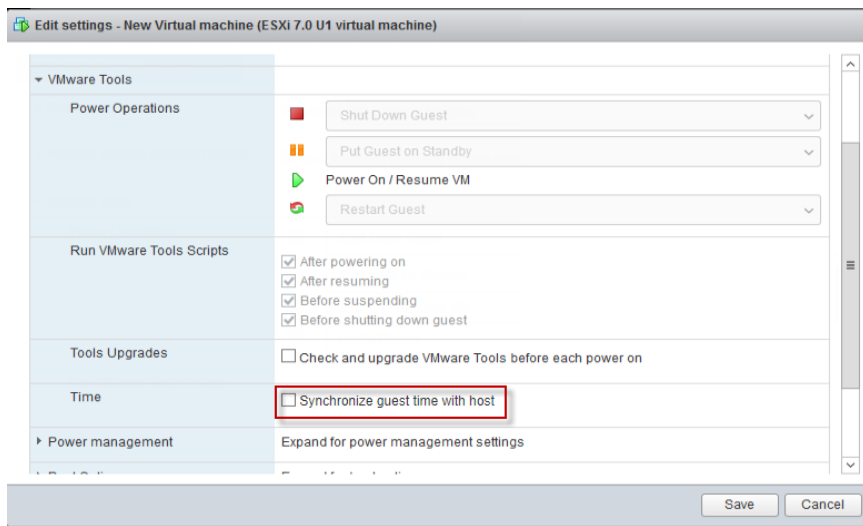 Edit settings - New Virtual machine (ESXi 7.0 U1 virtual machine)
VMware Tools
Power Operations
Shut Down Guest
Put Guest on Standby
Power On / Resume VM
Restart Guest
Run VMware Tools Scripts
After powering on
After resuming
Before suspending
Before shutting down guest
Tools Upgrades
Check and upgrade VMware Tools before each power on
Time
Synchronize guest time with host
Power management
Expand for power management settings
Save
Cancel